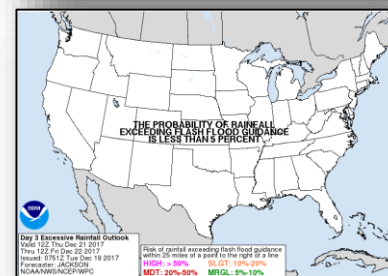 THE PROBABILITY OF RAINFALL
EXCEEDING FLASH FLOOD GUIDANCE
IS LESS THAN 5 PERCENT
NOAA
Day 3 Excessive Rainfall Outlook
Valid 12Z Thu Dec 21 2017
Thru 12Z Fri Dec 22 2017
Issued: 0751Z Tue Dec 19 2017
Forecaster: JACKSON
NOAA/NWS/NCEP/WPC
Risk of rainfall exceeding flash flood guidance
within 25 miles of a point to the right of a line
HIGH: > 50% SLGT: 10%-20%
MDT: 20%-50% MRGL: 5%-10%